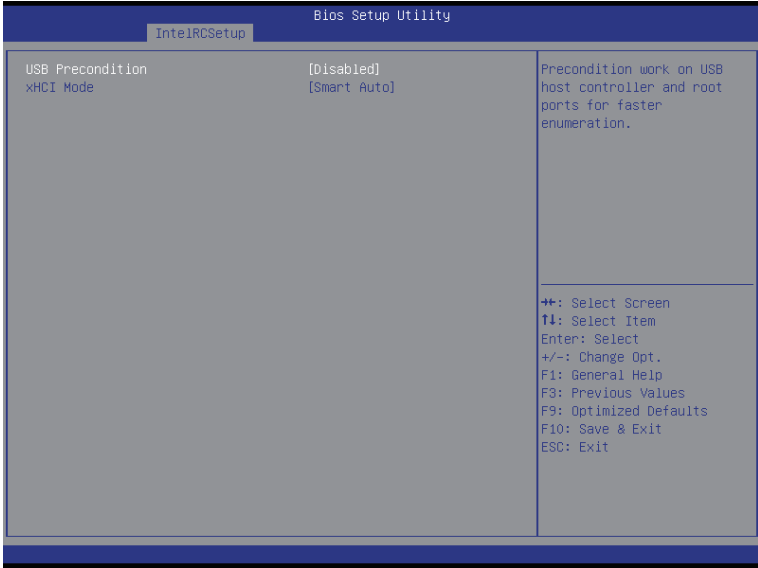 Bios Setup Utility
IntelRCSetup
USB Precondition [Disabled]
xHCI Mode [Smart Auto]
Precondition work on USB
host controller and root
ports for faster
enumeration.
→←: Select Screen
↑↓: Select Item
Enter: Select
+/-: Change Opt.
F1: General Help
F3: Previous Values
F9: Optimized Defaults
F10: Save & Exit
ESC: Exit